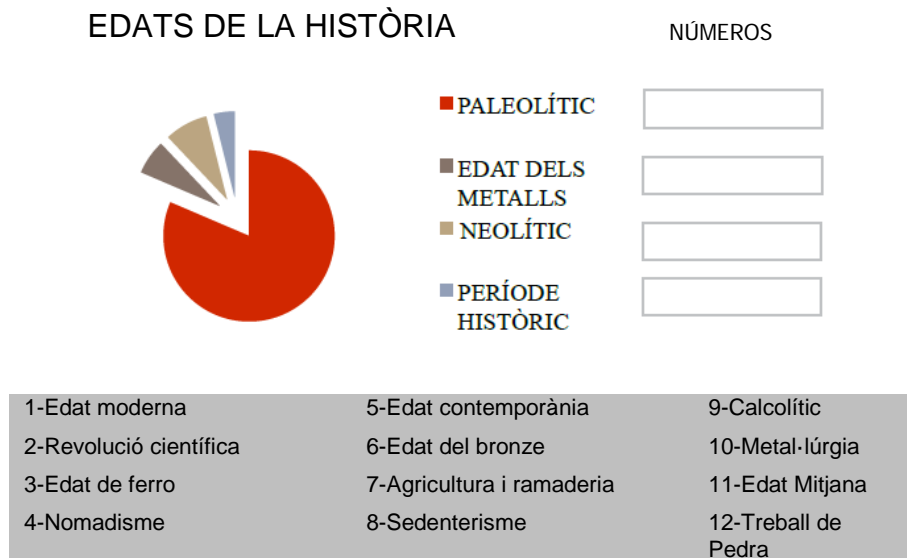 EDATS DE LA HISTÒRIA
NÚMEROS
PALEOLÍTIC
EDAT DELS
METALLS
NEOLÍTIC
PERÍODE
HISTÒRIC
1-Edat moderna
2-Revolució científica
3-Edat de ferro
4-Nomadisme
5-Edat contemporània
6-Edat del bronze
7-Agricultura i ramaderia
8-Sedenterisme
9-Calcolític
10-Metal·lúrgia
11-Edat Mitjana
12-Treball de
Pedra